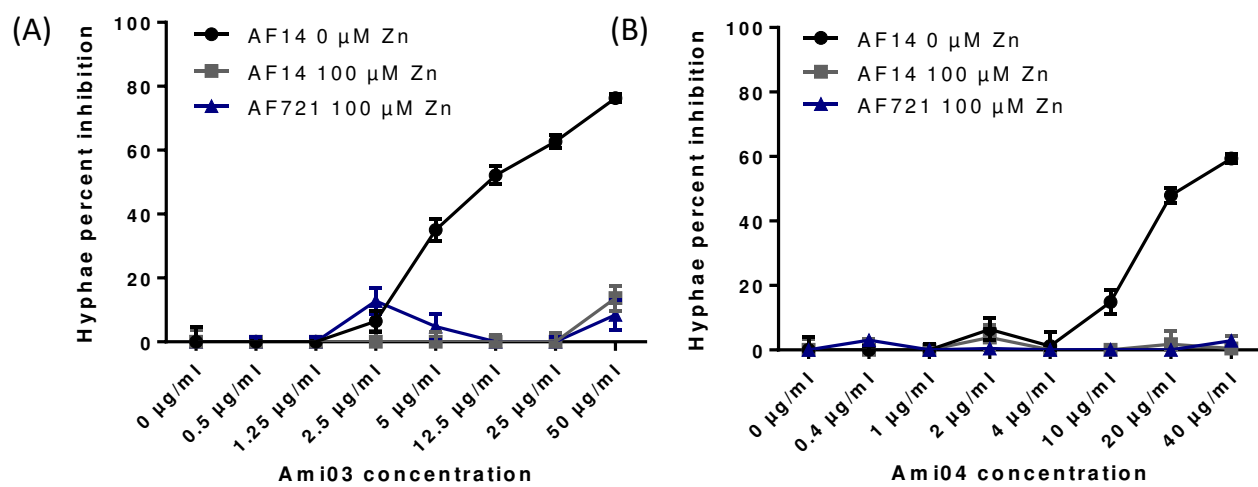 (A)
Hyphae percent inhibition
100
80
60
40
20
0
AF14 0 µM Zn
AF14 100 µM Zn
AF721 100 µM Zn
0 µg/ml
0.5 µg/ml
1.25 µg/ml
2.5 µg/ml
5 µg/ml
12.5 µg/ml
25 µg/ml
50 µg/ml
Ami03 concentration
(B)
Hyphae percent inhibition
100
80
60
40
20
0
AF14 0 µM Zn
AF14 100 µM Zn
AF721 100 µM Zn
0 µg/ml
0.4 µg/ml
1 µg/ml
2 µg/ml
4 µg/ml
10 µg/ml
20 µg/ml
40 µg/ml
Ami04 concentration